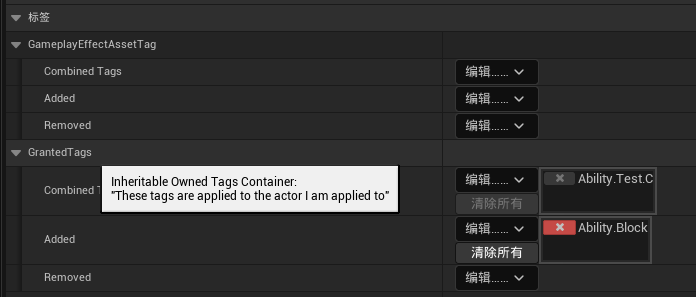 标签
GameplayEffectAssetTag
Combined Tags 编辑……
Added 编辑……
Removed 编辑……
GrantedTags
Inheritable Owned Tags Container:
"These tags are applied to the actor I am applied to"
Combined T 编辑…… Ability.Test.C
清除所有
Added 编辑…… Ability.Block
清除所有
Removed 编辑……